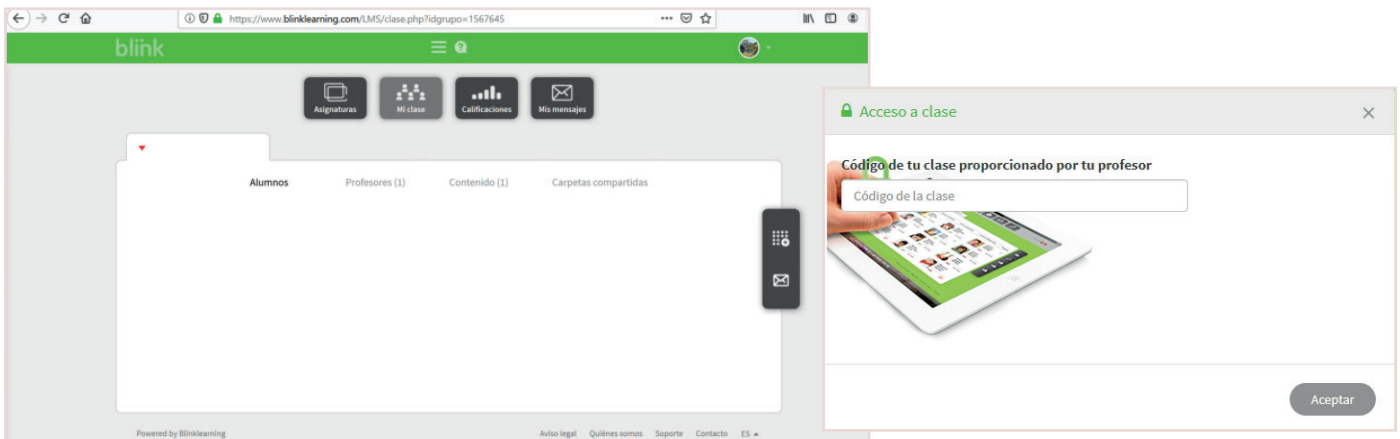 https://www.blinklearning.com/LMS/clase.php?idgrupo=1567645
blink
Asignaturas
Mi clase
Calificaciones
Mis mensajes
Alumnos
Profesores (1)
Contenido (1)
Carpetas compartidas
Powered by Blinklearning
Aviso legal
Quiénes somos
Soporte
Contacto
ES
Acceso a clase
Código de tu clase proporcionado por tu profesor
Código de la clase
Aceptar